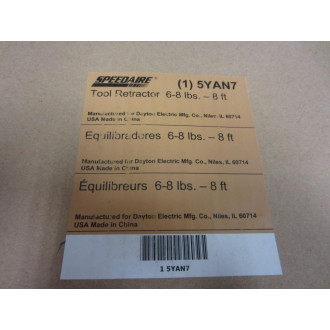 SPEEDAIRE (1) 5YAN7
Tool Retractor 6-8 lbs. – 8 ft
Manufactured for Dayton Electric Mfg. Co., Niles, IL 60714
USA Made in China
Equilibraderes 6-8 lbs. – 8 ft
Manufactured for Dayton Electric Mfg. Co., Niles, IL 60714
USA Made in China
Équilibreurs 6-8 lbs. – 8 ft
Manufactured for Dayton Electric Mfg. Co., Niles, IL 60714
USA Made in China
1 5YAN7